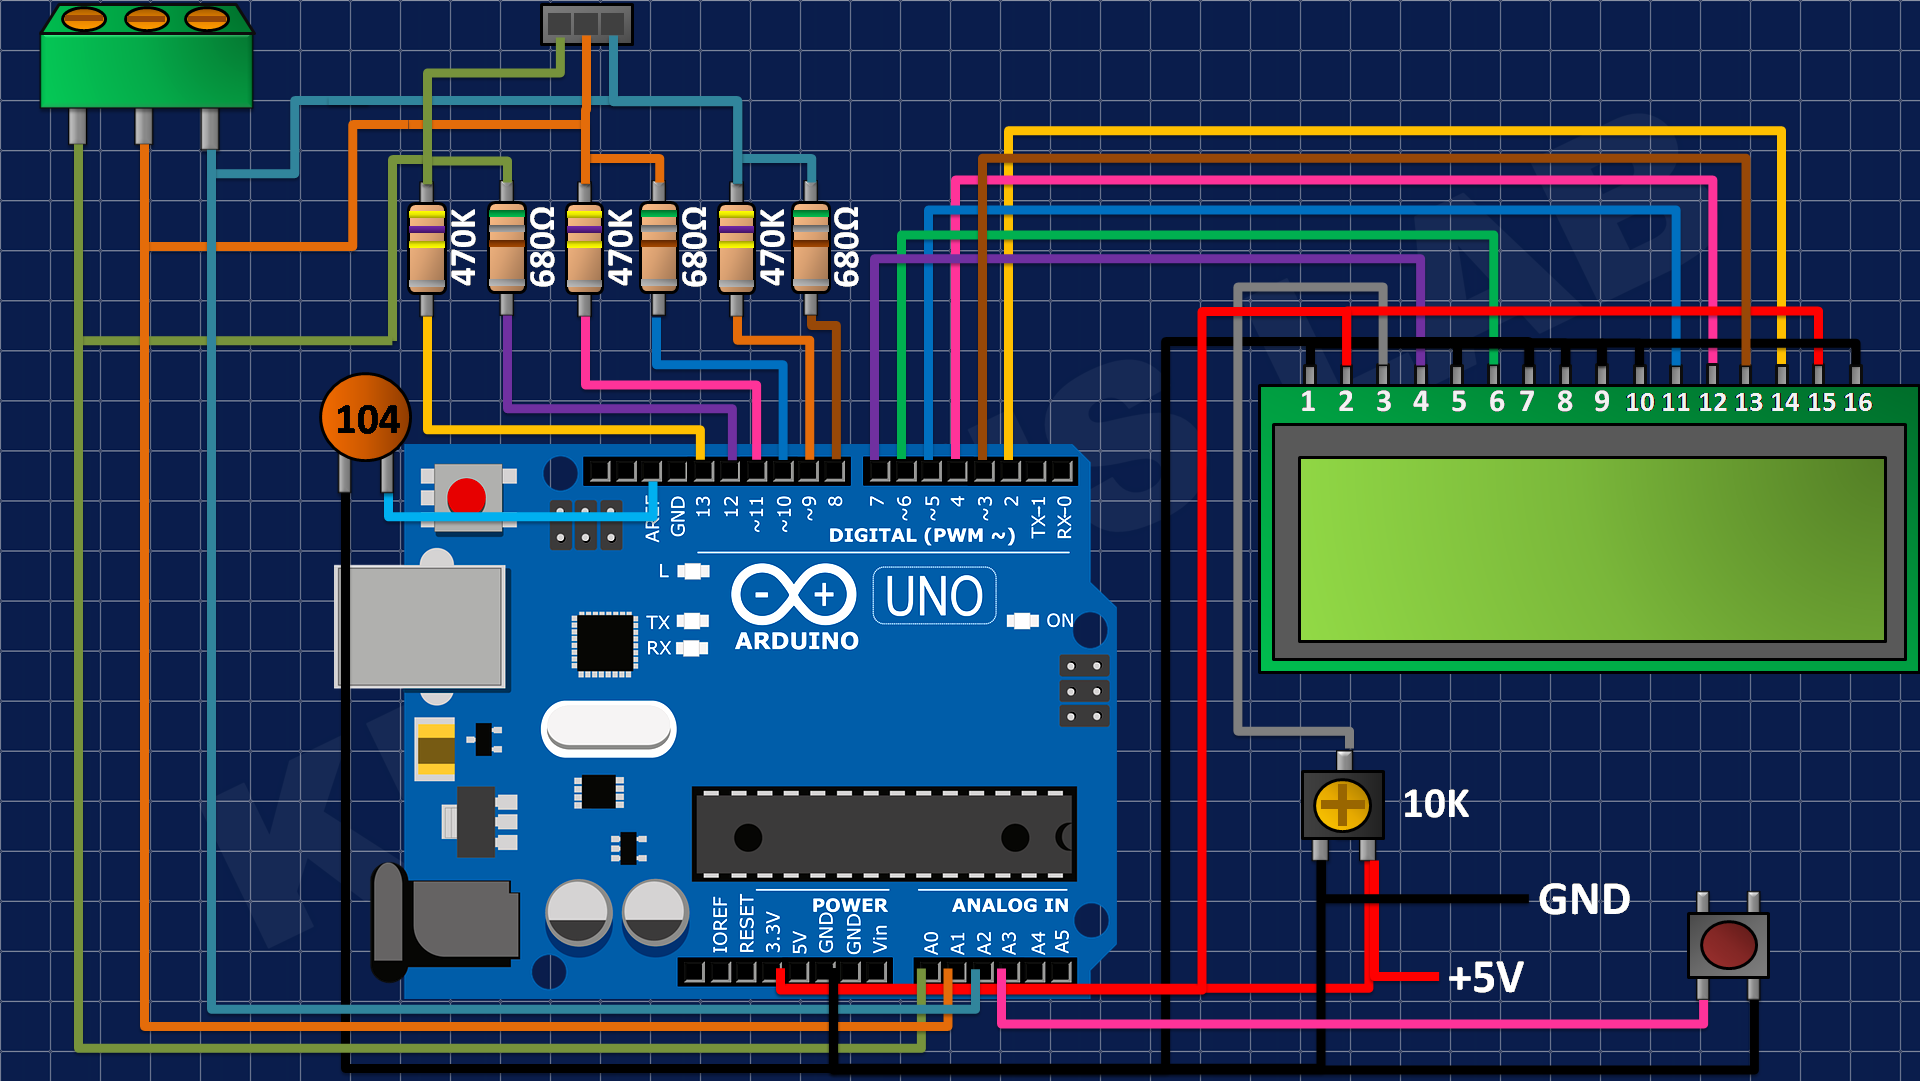 470K
680Ω
470K
680Ω
470K
680Ω
104
1 2 3 4 5 6 7 8 9 10 11 12 13 14 15 16
AREF GND 13 12 ~11 ~10 ~9 8 7 ~6 ~5 4 ~3 2 TX-1 RX-0
DIGITAL (PWM ~)
L
TX
RX
ARDUINO
UNO
ON
10K
GND
+5V
POWER
ANALOG IN
IOREF RESET 3.3V 5V GND GND Vin A0 A1 A2 A3 A4 A5